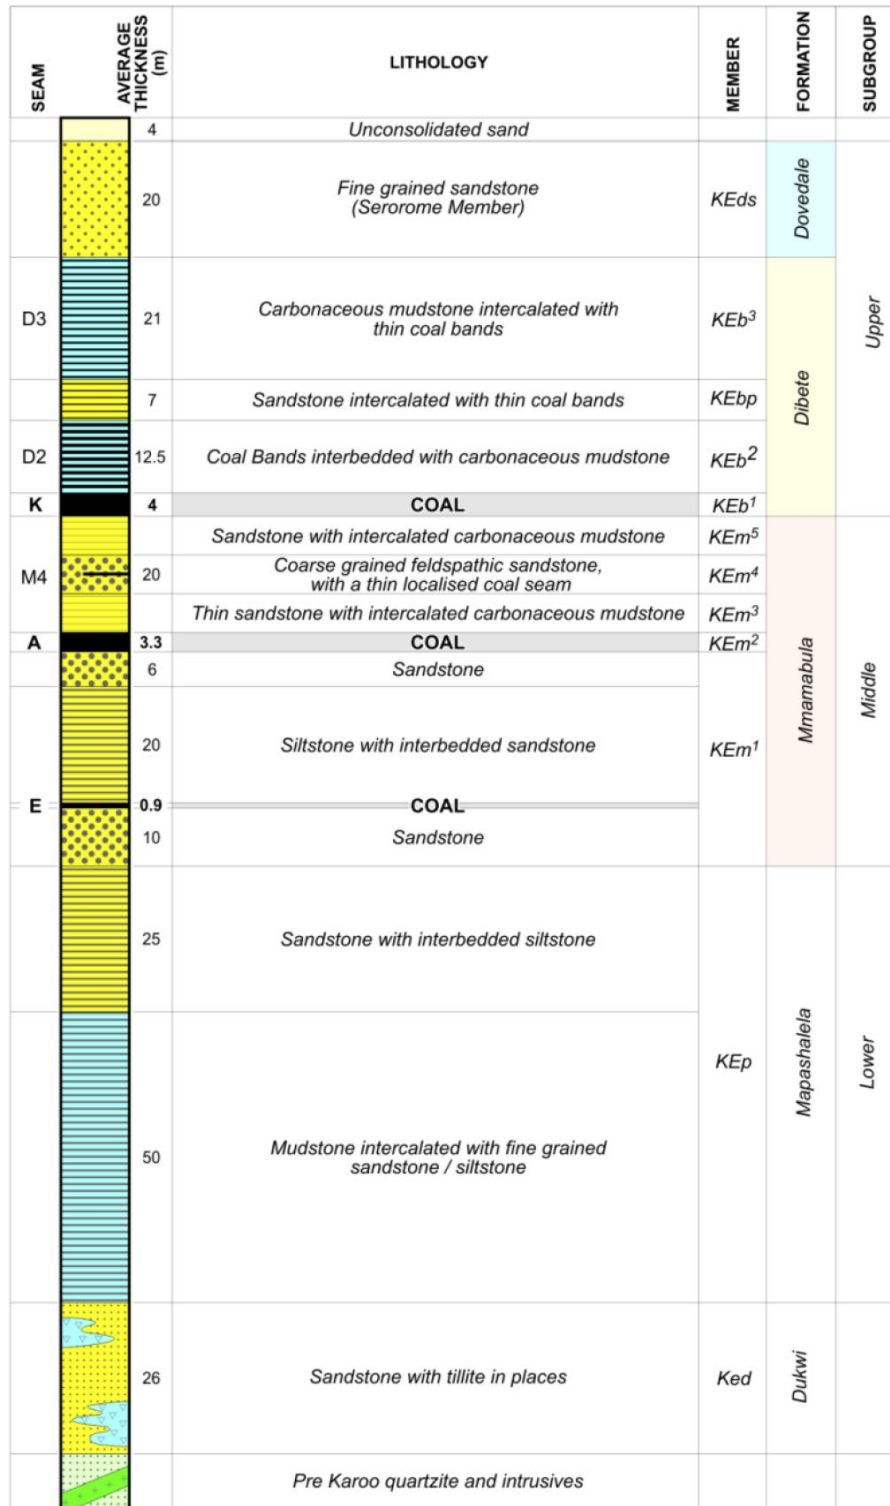 SEAM AVERAGE THICKNESS (m) LITHOLOGY MEMBER FORMATION SUBGROUP
4 Unconsolidated sand
20 Fine grained sandstone
(Serorome Member) KEds Dovedale
D3 21 Carbonaceous mudstone intercalated with
thin coal bands KEb³ Upper
7 Sandstone intercalated with thin coal bands KEbp Dibete
D2 12.5 Coal Bands interbedded with carbonaceous mudstone KEb²
K 4 COAL KEb¹
Sandstone with intercalated carbonaceous mudstone KEm⁵
M4 20 Coarse grained feldspathic sandstone,
with a thin localised coal seam KEm⁴
Thin sandstone with intercalated carbonaceous mudstone KEm³
A 3.3 COAL KEm²
6 Sandstone Mmamabula Middle
20 Siltstone with interbedded sandstone KEm¹
E 0.9 COAL
10 Sandstone
25 Sandstone with interbedded siltstone
KEp Mapashalela Lower
50 Mudstone intercalated with fine grained
sandstone / siltstone
26 Sandstone with tillite in places Ked Dukwi
Pre Karoo quartzite and intrusives